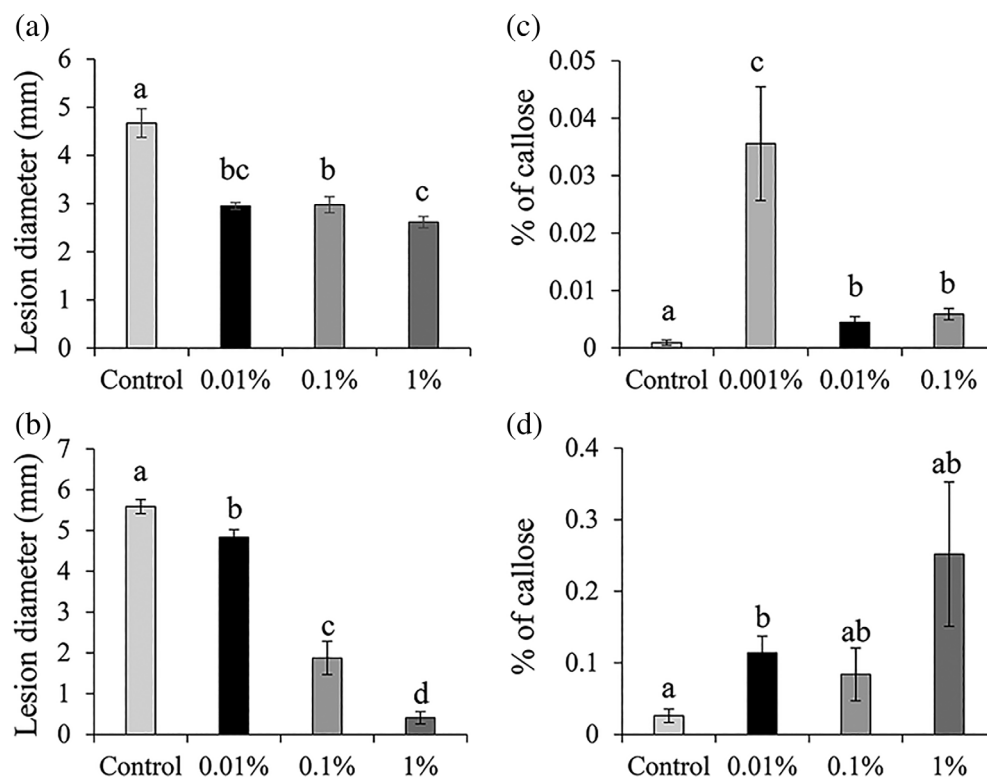 (a)
Lesion diameter (mm)
6
5
4
3
2
1
0
a
bc
b
c
Control 0.01% 0.1% 1%
(c)
% of callose
0.05
0.04
0.03
0.02
0.01
0
a
c
b
b
Control 0.001% 0.01% 0.1%
(b)
Lesion diameter (mm)
7
6
5
4
3
2
1
0
a
b
c
d
Control 0.01% 0.1% 1%
(d)
% of callose
0.4
0.3
0.2
0.1
0
a
b
ab
ab
Control 0.01% 0.1% 1%